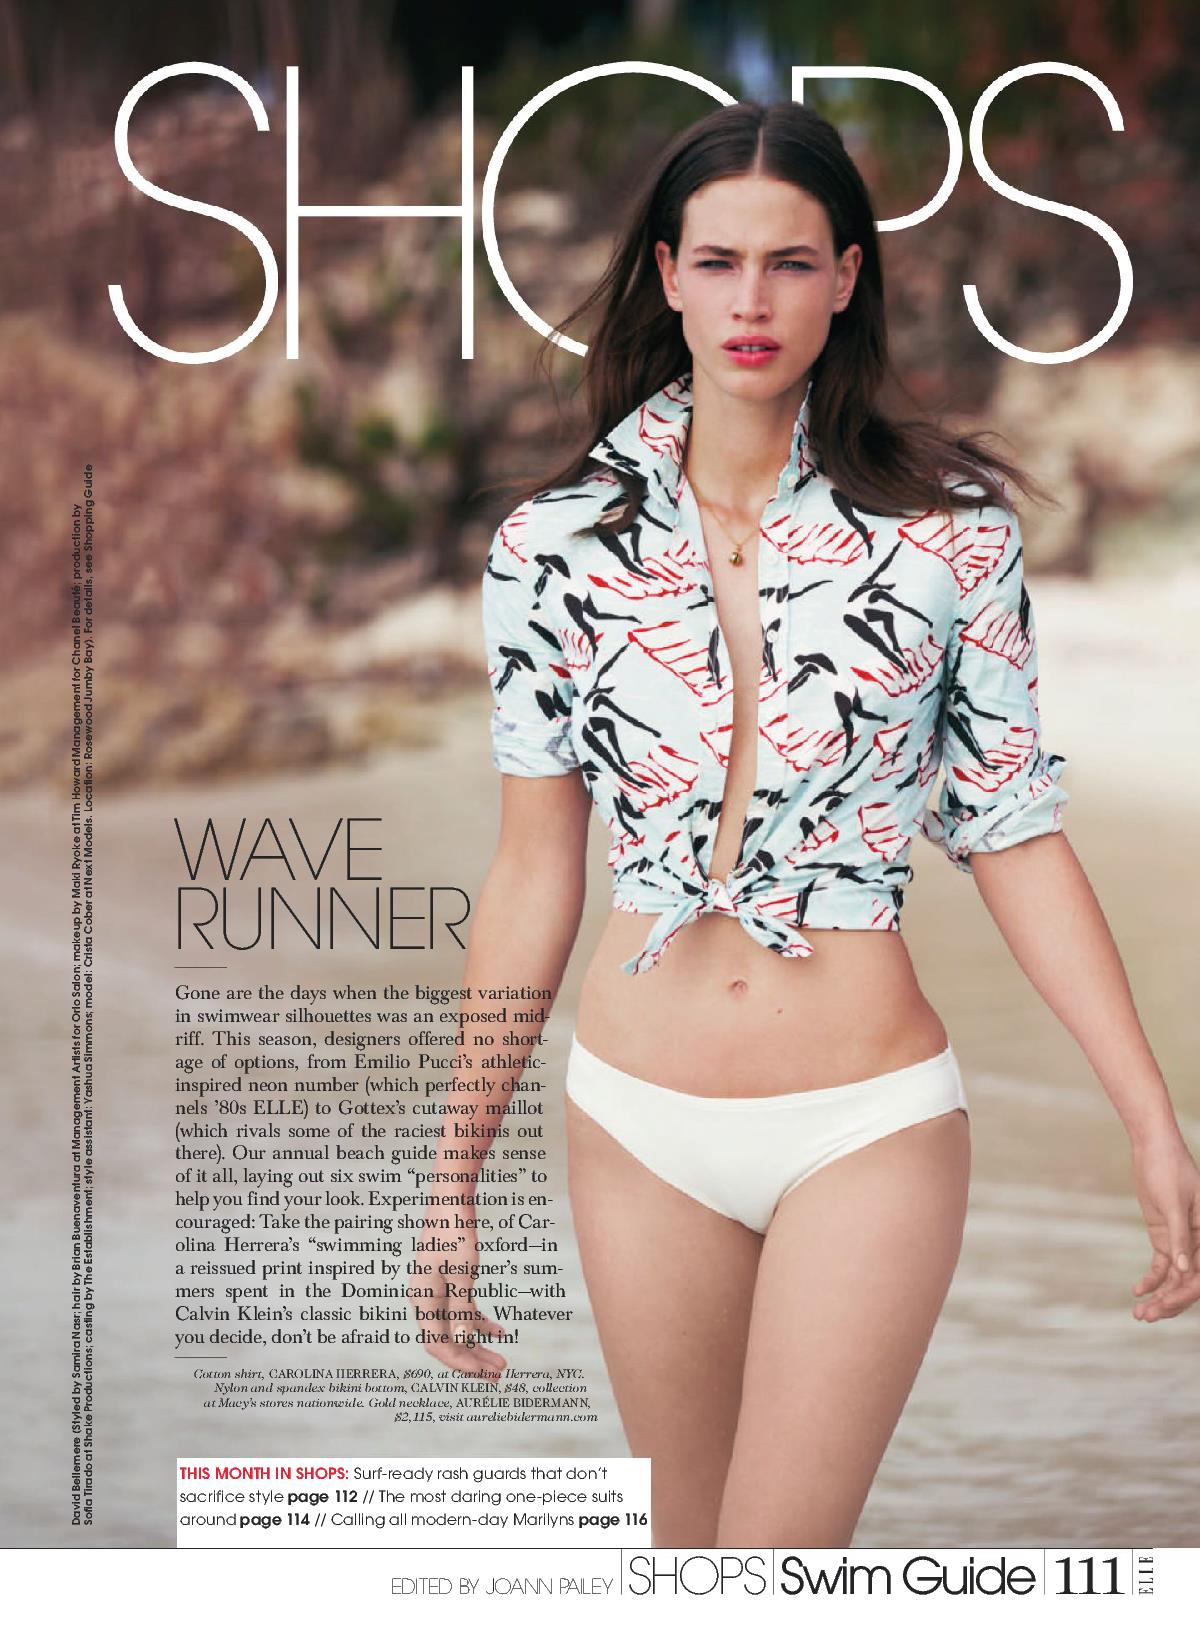 SHOPS
David Bellemere (Styled by Samira Nasr; hair by Brian Buenaventura at Management Artists for Orlo Salon; makeup by Maki Ryoke at Tim Howard Management for Chanel Beauté; production by
Sofia Tirado at Shake Productions; casting by The Establishment; style assistant: Yashua Simmons; model: Crista Cober at Next Models. Location: Rosewood Jumby Bay). For details, see Shopping Guide
WAVE
RUNNER
Gone are the days when the biggest variation
in swimwear silhouettes was an exposed mid-
riff. This season, designers offered no short-
age of options, from Emilio Pucci's athletic-
inspired neon number (which perfectly chan-
nels '80s ELLE) to Gottex's cutaway maillot
(which rivals some of the raciest bikinis out
there). Our annual beach guide makes sense
of it all, laying out six swim “personalities” to
help you find your look. Experimentation is en-
couraged: Take the pairing shown here, of Car-
olina Herrera's “swimming ladies” oxford—in
a reissued print inspired by the designer's sum-
mers spent in the Dominican Republic—with
Calvin Klein's classic bikini bottoms. Whatever
you decide, don't be afraid to dive right in!
Cotton shirt, CAROLINA HERRERA, $690, at Carolina Herrera, NYC.
Nylon and spandex bikini bottom, CALVIN KLEIN, $48, collection
at Macy's stores nationwide. Gold necklace, AURÉLIE BIDERMANN,
$2,115, visit aureliebidermann.com
THIS MONTH IN SHOPS: Surf-ready rash guards that don't
sacrifice style page 112 // The most daring one-piece suits
around page 114 // Calling all modern-day Marilyns page 116
EDITED BY JOANN PAILEY SHOPS Swim Guide 111 ELLE